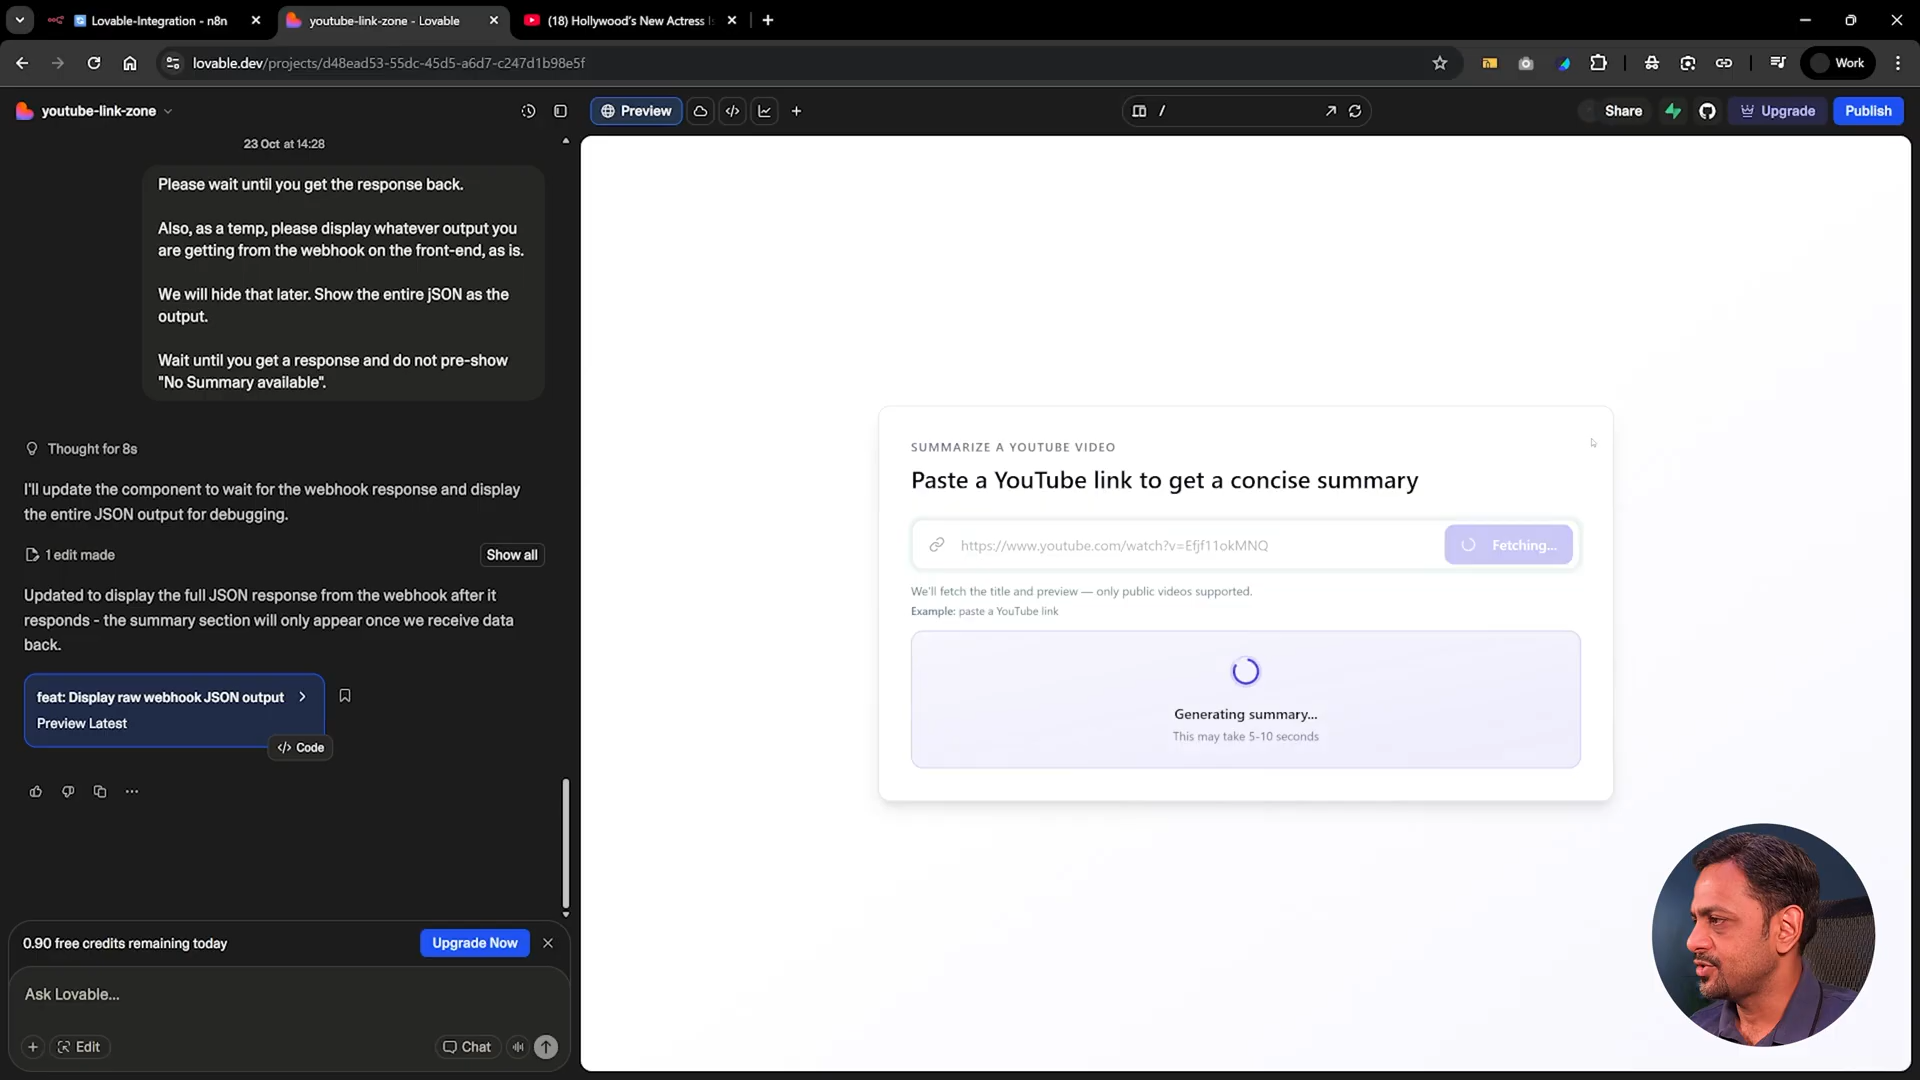 Lovable-Integration - n8n
youtube-link-zone - Lovable
(18) Hollywood's New Actress
lovable.dev/projects/d48ead53-55dc-45d5-a6d7-c247d1b98e5f
Work
youtube-link-zone
Preview
/
Share
Upgrade
Publish
23 Oct at 14:28
Please wait until you get the response back.
Also, as a temp, please display whatever output you
are getting from the webhook on the front-end, as is.
We will hide that later. Show the entire jSON as the
output.
Wait until you get a response and do not pre-show
"No Summary available".
Thought for 8s
I'll update the component to wait for the webhook response and display
the entire JSON output for debugging.
1 edit made
Show all
Updated to display the full JSON response from the webhook after it
responds - the summary section will only appear once we receive data
back.
feat: Display raw webhook JSON output
Preview Latest
Code
0.90 free credits remaining today
Upgrade Now
Ask Lovable...
Edit
Chat
SUMMARIZE A YOUTUBE VIDEO
Paste a YouTube link to get a concise summary
https://www.youtube.com/watch?v=Efjf11okMNQ
Fetching...
We'll fetch the title and preview — only public videos supported.
Example: paste a YouTube link
Generating summary...
This may take 5-10 seconds